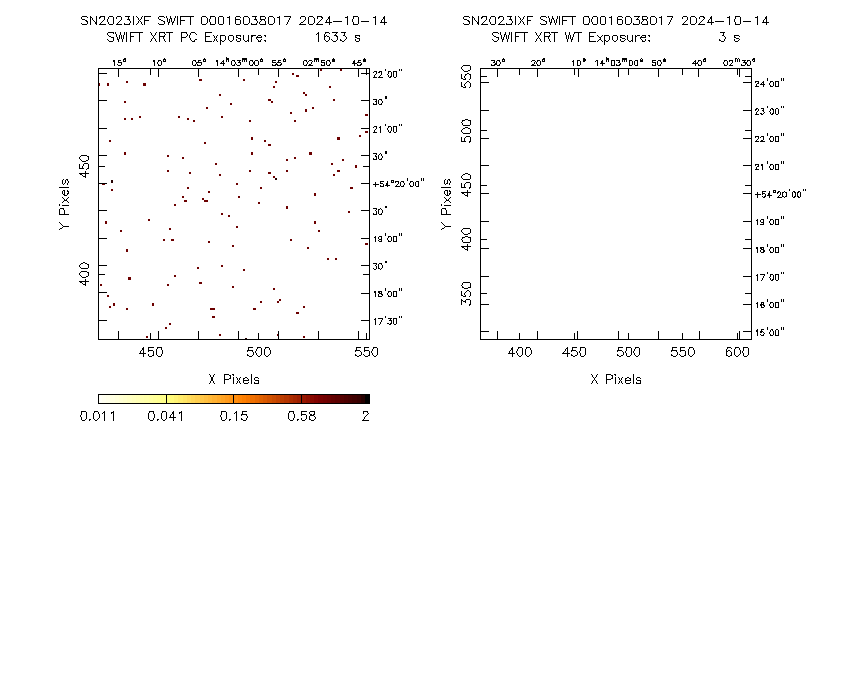 SN2023IXF SWIFT 00016038017 2024-10-14
SWIFT XRT PC Exposure: 1633 s
15ˢ 10ˢ 05ˢ 14ʰ03ᵐ00ˢ 55ˢ 02ᵐ50ˢ 45ˢ
22'00"
30"
21'00"
30"
+54°20'00"
30"
19'00"
30"
18'00"
17'30"
450
400
Y Pixels
450 500 550
X Pixels
0.011 0.041 0.15 0.58 2
SN2023IXF SWIFT 00016038017 2024-10-14
SWIFT XRT WT Exposure: 3 s
30ˢ 20ˢ 10ˢ 14ʰ03ᵐ00ˢ 50ˢ 40ˢ 02ᵐ30ˢ
24'00"
23'00"
22'00"
21'00"
+54°20'00"
19'00"
18'00"
17'00"
16'00"
15'00"
550
500
450
400
350
Y Pixels
400 450 500 550 600
X Pixels